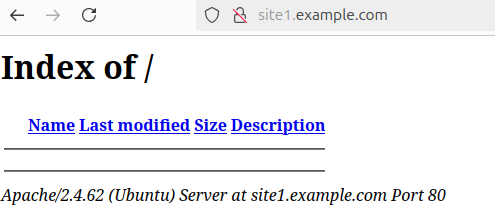 site1.example.com
Index of /
Name Last modified Size Description
Apache/2.4.62 (Ubuntu) Server at site1.example.com Port 80